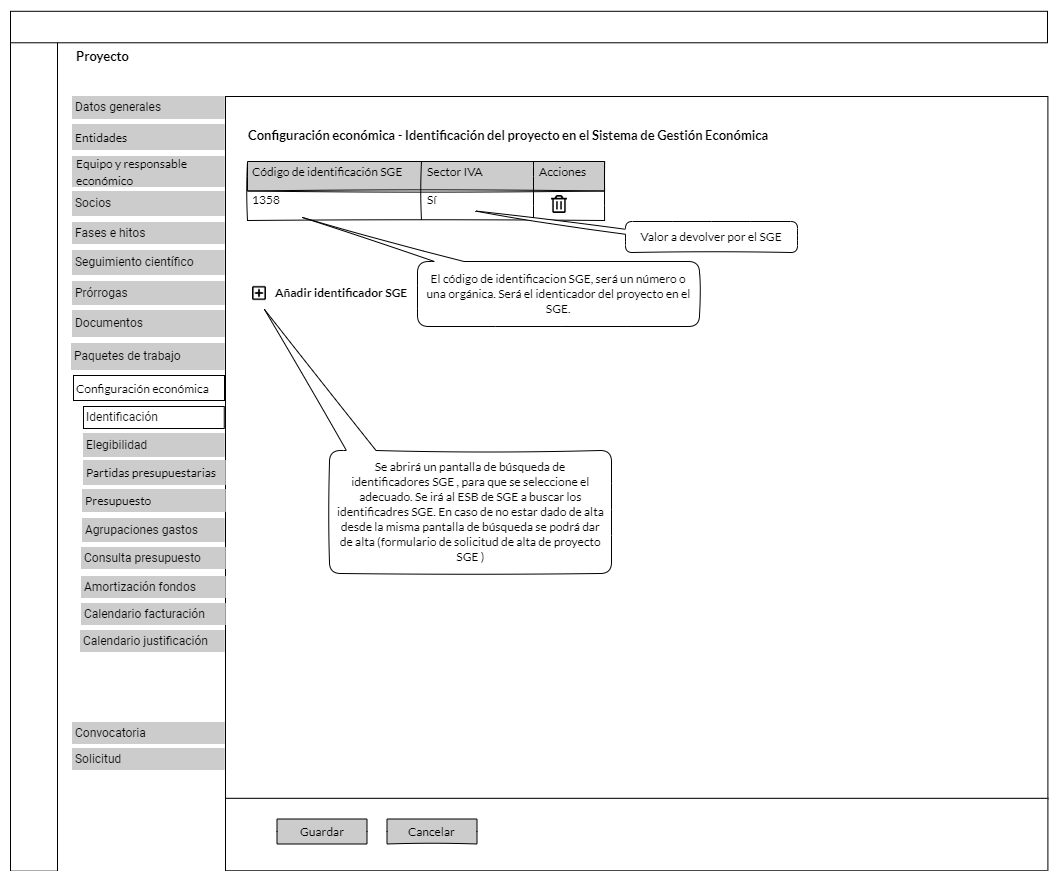 Proyecto
Datos generales
Entidades
Equipo y responsable
económico
Socios
Fases e hitos
Seguimiento científico
Prórrogas
Documentos
Paquetes de trabajo
Configuración económica
Identificación
Elegibilidad
Partidas presupuestarias
Presupuesto
Agrupaciones gastos
Consulta presupuesto
Amortización fondos
Calendario facturación
Calendario justificación
Convocatoria
Solicitud
Configuración económica - Identificación del proyecto en el Sistema de Gestión Económica
Código de identificación SGE Sector IVA Acciones
1358 Sí
Valor a devolver por el SGE
El código de identificacion SGE, será un número o
una orgánica. Será el identicador del proyecto en el
SGE.
Añadir identificador SGE
Se abrirá un pantalla de búsqueda de
identificadores SGE , para que se seleccione el
adecuado. Se irá al ESB de SGE a buscar los
identificadres SGE. En caso de no estar dado de alta
desde la misma pantalla de búsqueda se podrá dar
de alta (formulario de solicitud de alta de proyecto
SGE )
Guardar Cancelar